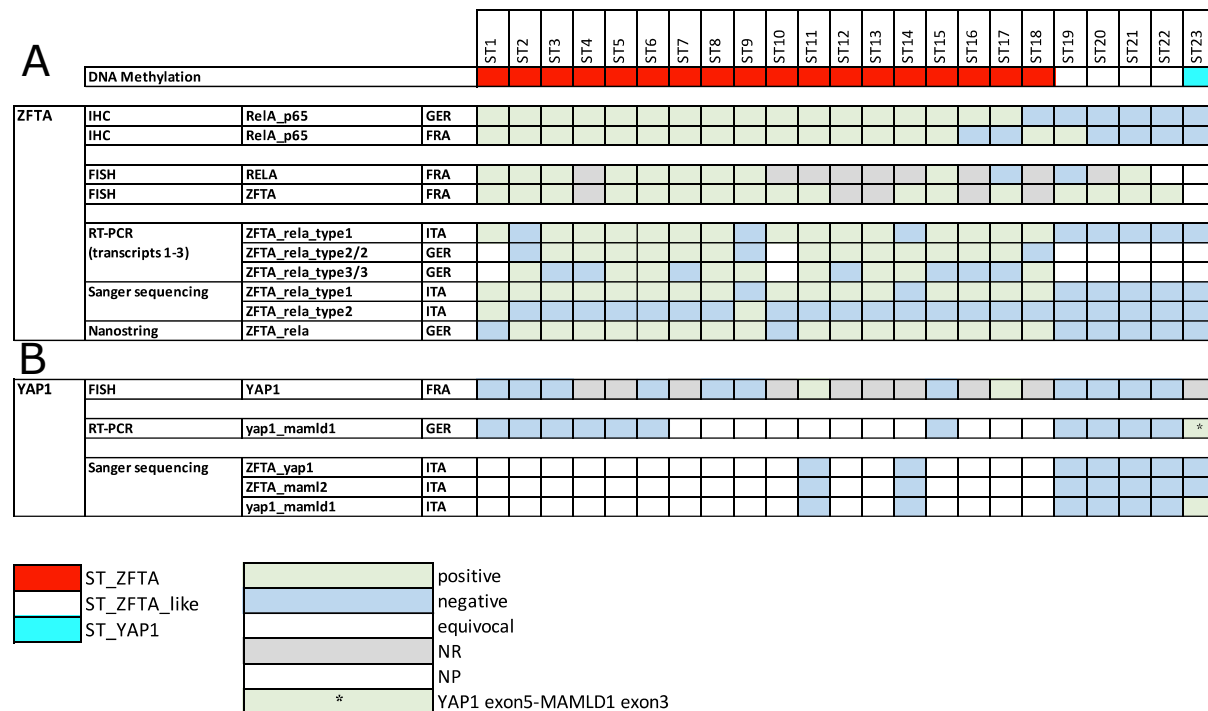 A
ST1 ST2 ST3 ST4 ST5 ST6 ST7 ST8 ST9 ST10 ST11 ST12 ST13 ST14 ST15 ST16 ST17 ST18 ST19 ST20 ST21 ST22 ST23
DNA Methylation
ZFTA IHC RelA_p65 GER
IHC RelA_p65 FRA
FISH RELA FRA
FISH ZFTA FRA
RT-PCR ZFTA_rela_type1 ITA
(transcripts 1-3) ZFTA_rela_type2/2 GER
ZFTA_rela_type3/3 GER
Sanger sequencing ZFTA_rela_type1 ITA
ZFTA_rela_type2 ITA
Nanostring ZFTA_rela GER
B
YAP1 FISH YAP1 FRA
RT-PCR yap1_mamld1 GER *
Sanger sequencing ZFTA_yap1 ITA
ZFTA_maml2 ITA
yap1_mamld1 ITA
ST_ZFTA
ST_ZFTA_like
ST_YAP1
positive
negative
equivocal
NR
NP
* YAP1 exon5-MAMLD1 exon3